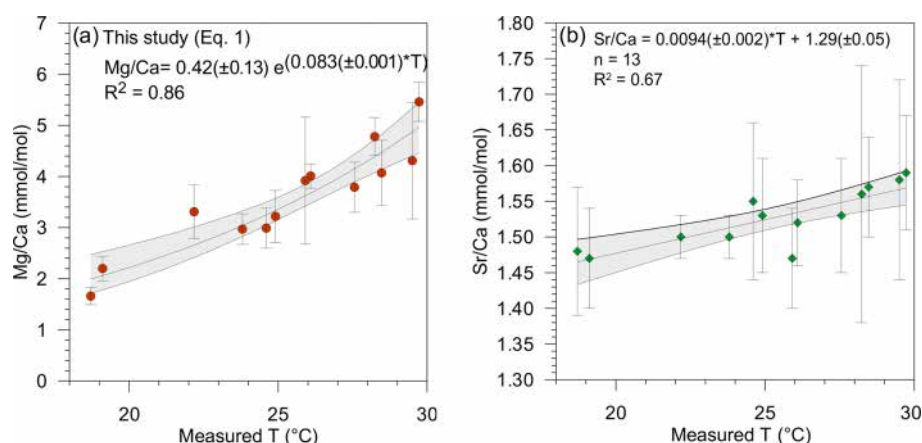 (a) This study (Eq. 1)
Mg/Ca= 0.42(±0.13) e(0.083(±0.001)*T)
R² = 0.86
Mg/Ca (mmol/mol)
7
6
5
4
3
2
1
0
20
25
30
Measured T (°C)
(b) Sr/Ca = 0.0094(±0.002)*T + 1.29(±0.05)
n = 13
R² = 0.67
Sr/Ca (mmol/mol)
1.80
1.75
1.70
1.65
1.60
1.55
1.50
1.45
1.40
1.35
1.30
20
25
30
Measured T (°C)